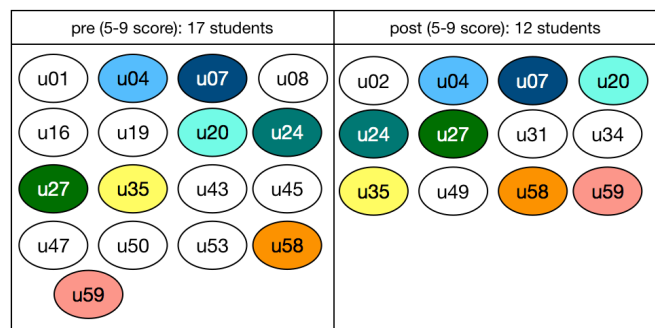 pre (5-9 score): 17 students
u01 u04 u07 u08
u16 u19 u20 u24
u27 u35 u43 u45
u47 u50 u53 u58
u59
post (5-9 score): 12 students
u02 u04 u07 u20
u24 u27 u31 u34
u35 u49 u58 u59